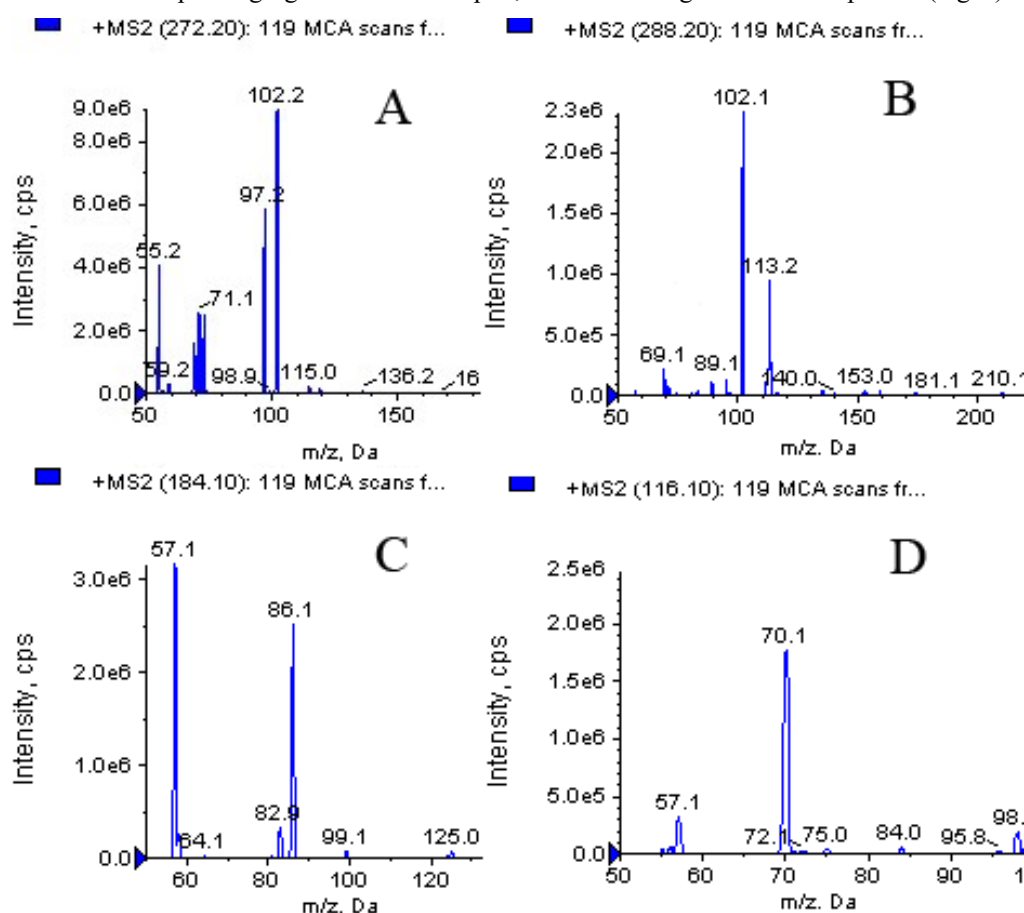 +MS2 (272.20): 119 MCA scans f...
A
Intensity, cps
9.0e6
8.0e6
6.0e6
4.0e6
2.0e6
0.0
102.2
97.2
55.2
71.1
59.2
98.9
115.0
136.2
16
50
100
150
m/z, Da
+MS2 (288.20): 119 MCA scans fr...
B
Intensity, cps
2.3e6
2.0e6
1.5e6
1.0e6
5.0e5
0.0
102.1
113.2
69.1
89.1
140.0
153.0
181.1
210.
50
100
150
200
m/z. Da
+MS2 (184.10): 119 MCA scans f...
C
Intensity, cps
3.0e6
2.0e6
1.0e6
0.0
57.1
86.1
82.9
64.1
99.1
125.0
60
80
100
120
m/z, Da
+MS2 (116.10): 119 MCA scans fr...
D
Intensity, cps
2.5e6
2.0e6
1.5e6
1.0e6
5.0e5
0.0
70.1
57.1
72.1
75.0
84.0
95.8
98.
50
60
70
80
90
1
m/z. Da